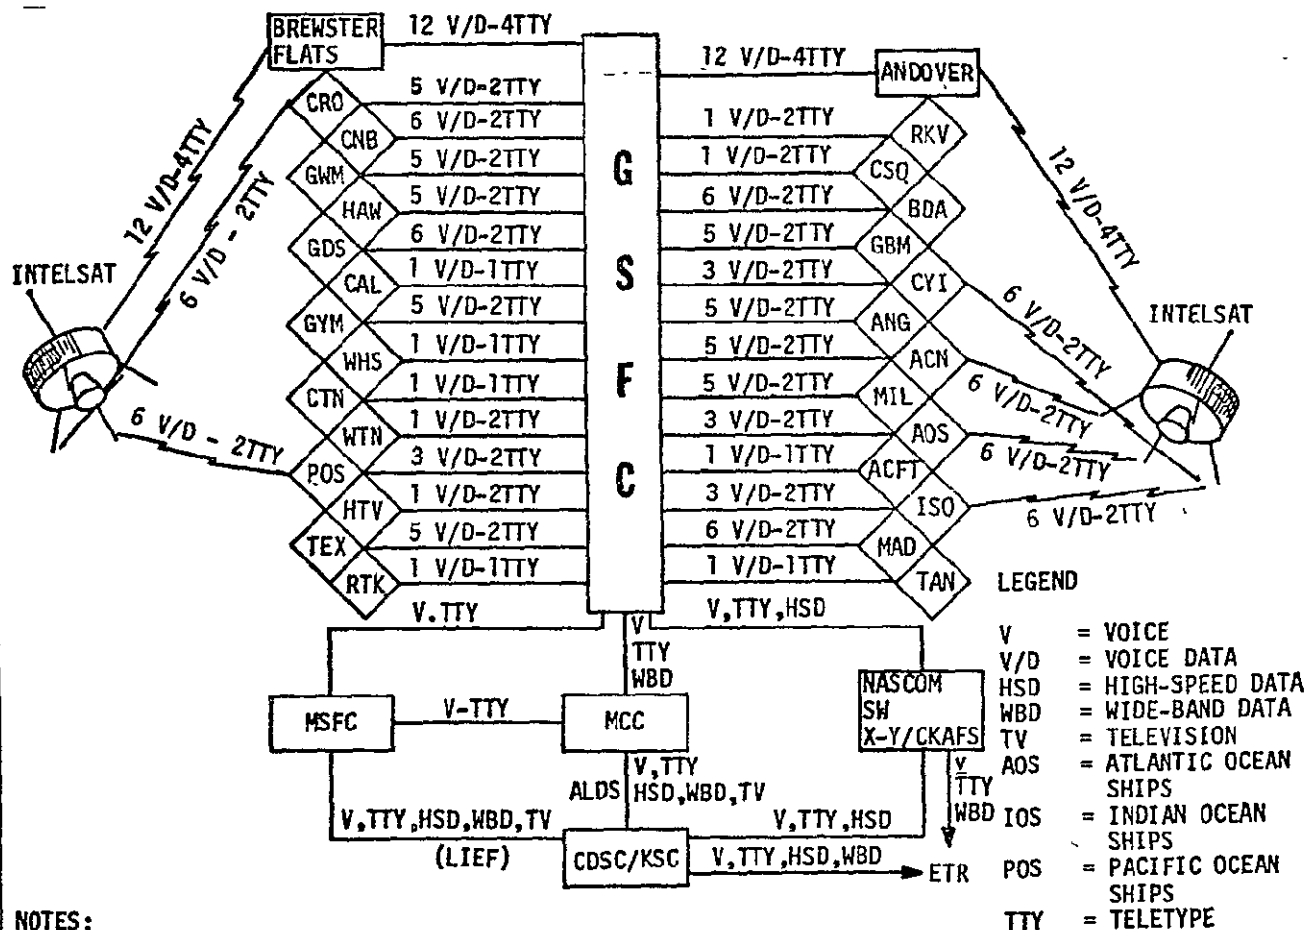 BREWSTER
FLATS
12 V/D-4TTY
CRO
5 V/D-2TTY
CNB
6 V/D-2TTY
GWM
5 V/D-2TTY
HAW
5 V/D-2TTY
GDS
6 V/D-2TTY
CAL
1 V/D-1TTY
GYM
5 V/D-2TTY
WHS
1 V/D-1TTY
CTN
1 V/D-1TTY
WTN
1 V/D-2TTY
POS
3 V/D-2TTY
HTV
1 V/D-2TTY
TEX
5 V/D-2TTY
RTK
1 V/D-1TTY
INTELSAT
12 V/D-4TTY
6 V/D - 2TTY
6 V/D - 2TTY
G
S
F
C
12 V/D-4TTY
ANDOVER
1 V/D-2TTY
RKV
1 V/D-2TTY
CSQ
6 V/D-2TTY
BDA
5 V/D-2TTY
GBM
3 V/D-2TTY
CYI
5 V/D-2TTY
ANG
5 V/D-2TTY
ACN
5 V/D-2TTY
MIL
3 V/D-2TTY
AOS
1 V/D-1TTY
ACFT
3 V/D-2TTY
ISO
6 V/D-2TTY
MAD
1 V/D-1TTY
TAN
12 V/D-4TTY
INTELSAT
6 V/D-2TTY
6 V/D-2TTY
6 V/D-2TTY
6 V/D-2TTY
V.TTY
V
TTY
WBD
V,TTY,HSD
MSFC
V-TTY
MCC
NASCOM
SW
X-Y/CKAFS
V,TTY
ALDS HSD,WBD,TV
V
TTY
WBD
V,TTY,HSD,WBD,TV
(LIEF)
CDSC/KSC
V,TTY,HSD
V,TTY,HSD,WBD
ETR
LEGEND
V = VOICE
V/D = VOICE DATA
HSD = HIGH-SPEED DATA
WBD = WIDE-BAND DATA
TV = TELEVISION
AOS = ATLANTIC OCEAN
SHIPS
IOS = INDIAN OCEAN
SHIPS
POS = PACIFIC OCEAN
SHIPS
TTY = TELETYPE
NOTES: